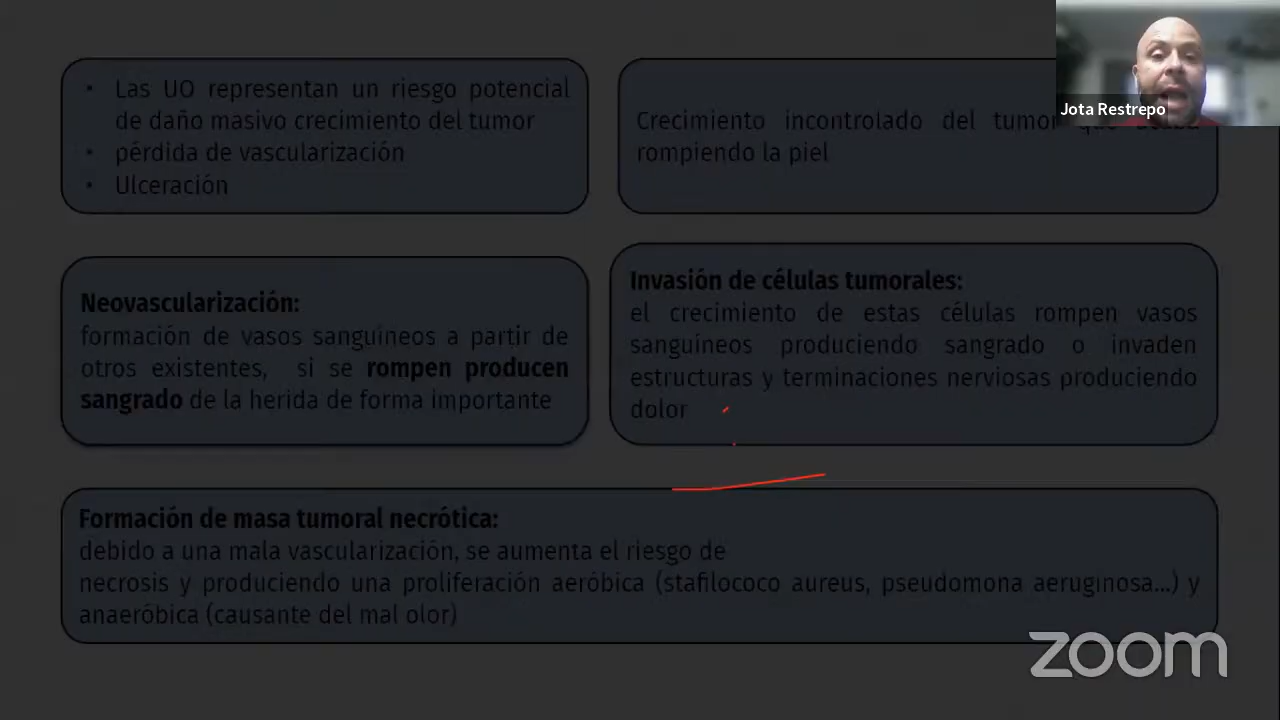 • Las UO representan un riesgo potencial
de daño masivo crecimiento del tumor
• pérdida de vascularización
• Ulceración
Crecimiento incontrolado del tumor que acaba
rompiendo la piel
Jota Restrepo
Neovascularización:
formación de vasos sanguíneos a partir de
otros existentes, si se rompen producen
sangrado de la herida de forma importante
Invasión de células tumorales:
el crecimiento de estas células rompen vasos
sanguíneos produciendo sangrado o invaden
estructuras y terminaciones nerviosas produciendo
dolor
Formación de masa tumoral necrótica:
debido a una mala vascularización, se aumenta el riesgo de
necrosis y produciendo una proliferación aeróbica (stafilococo aureus, pseudomona aeruginosa...) y
anaeróbica (causante del mal olor)
zoom